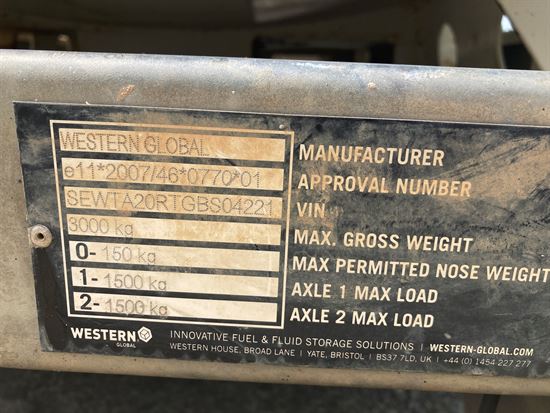 WESTERN GLOBAL MANUFACTURER
e11*2007/46*0770*01 APPROVAL NUMBER
SEWTA20RTGBS04221 VIN
3000 kg MAX. GROSS WEIGHT
0- 150 kg MAX PERMITTED NOSE WEIGHT
1- 1500 kg AXLE 1 MAX LOAD
2- 1500 kg AXLE 2 MAX LOAD
WESTERN GLOBAL INNOVATIVE FUEL & FLUID STORAGE SOLUTIONS | WESTERN-GLOBAL.COM
WESTERN HOUSE, BROAD LANE | YATE, BRISTOL | BS37 7LD, UK | +44 (0) 1454 227 277